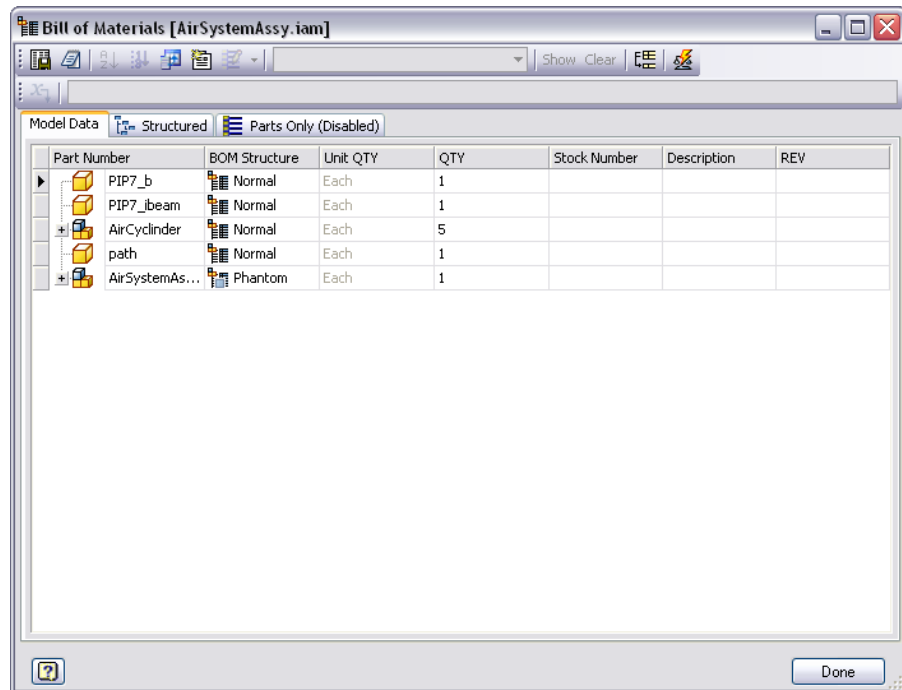 Bill of Materials [AirSystemAssy.iam]
Show Clear
Model Data Structured Parts Only (Disabled)
Part Number BOM Structure Unit QTY QTY Stock Number Description REV
PIP7_b Normal Each 1
PIP7_ibeam Normal Each 1
AirCyclinder Normal Each 5
path Normal Each 1
AirSystemAs... Phantom Each 1
Done